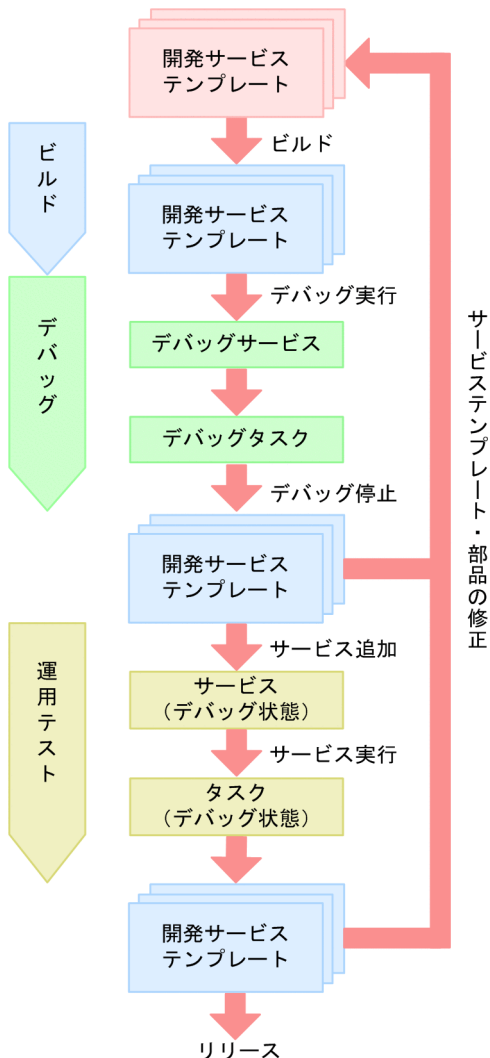 開発サービス
テンプレート
ビルド
ビルド
開発サービス
テンプレート
デバッグ実行
デバッグ
デバッグサービス
デバッグタスク
デバッグ停止
開発サービス
テンプレート
サービステンプレート・部品の修正
サービス追加
運用テスト
サービス
（デバッグ状態）
サービス実行
タスク
（デバッグ状態）
開発サービス
テンプレート
リリース